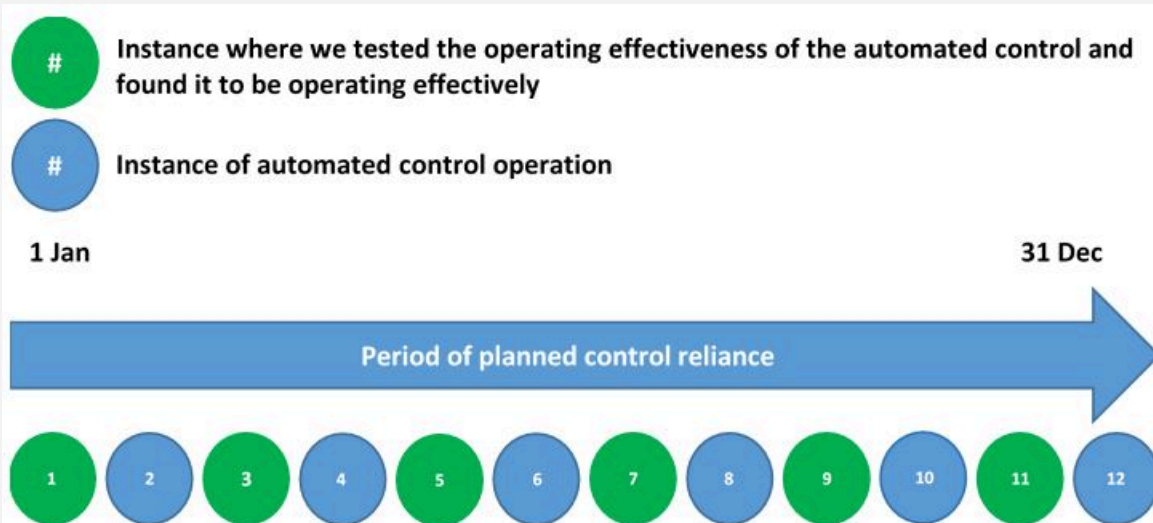 #
Instance where we tested the operating effectiveness of the automated control and
found it to be operating effectively
#
Instance of automated control operation
1 Jan
31 Dec
Period of planned control reliance
1 2 3 4 5 6 7 8 9 10 11 12